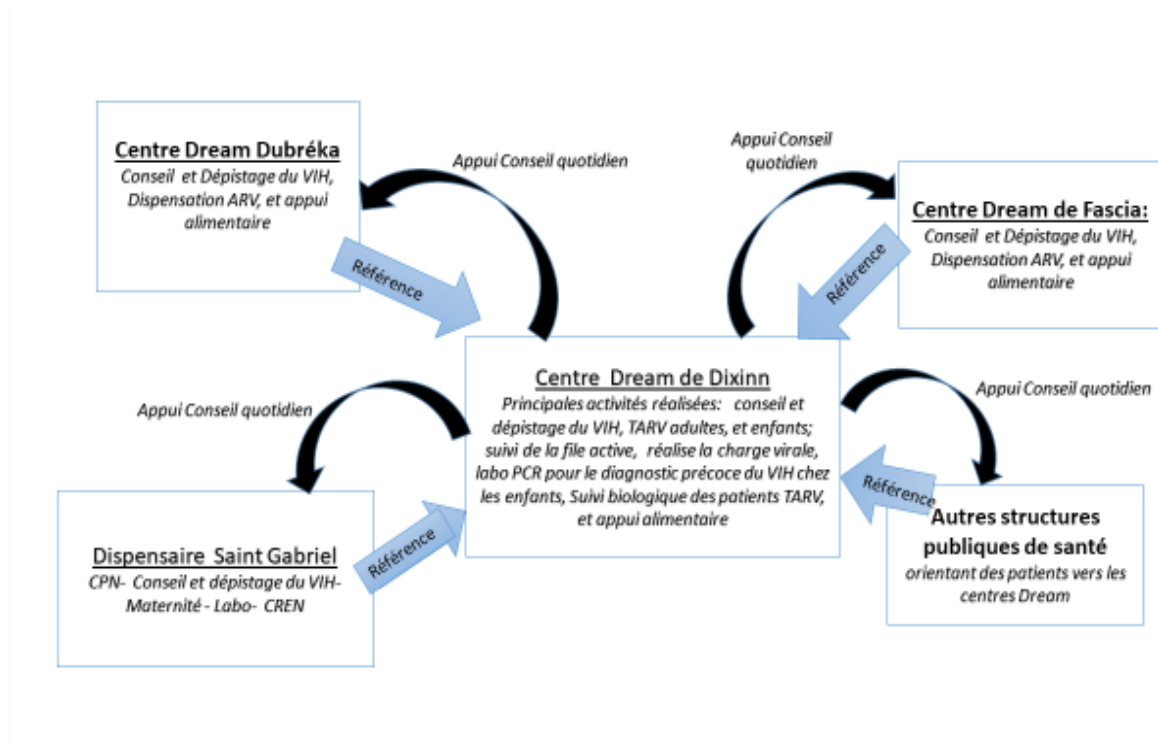 Centre Dream Dubréka
Conseil et Dépistage du VIH,
Dispensation ARV, et appui
alimentaire
Appui Conseil quotidien
Appui Conseil
quotidien
Centre Dream de Fascia:
Conseil et Dépistage du VIH,
Dispensation ARV, et appui
alimentaire
Référence
Référence
Centre Dream de Dixinn
Principales activités réalisées: conseil et
dépistage du VIH, TARV adultes, et enfants;
suivi de la file active, réalise la charge virale,
labo PCR pour le diagnostic précoce du VIH chez
les enfants, Suivi biologique des patients TARV,
et appui alimentaire
Appui Conseil quotidien
Appui Conseil quotidien
Dispensaire Saint Gabriel
CPN- Conseil et dépistage du VIH-
Maternité - Labo- CREN
Référence
Référence
Autres structures
publiques de santé
orientant des patients vers les
centres Dream